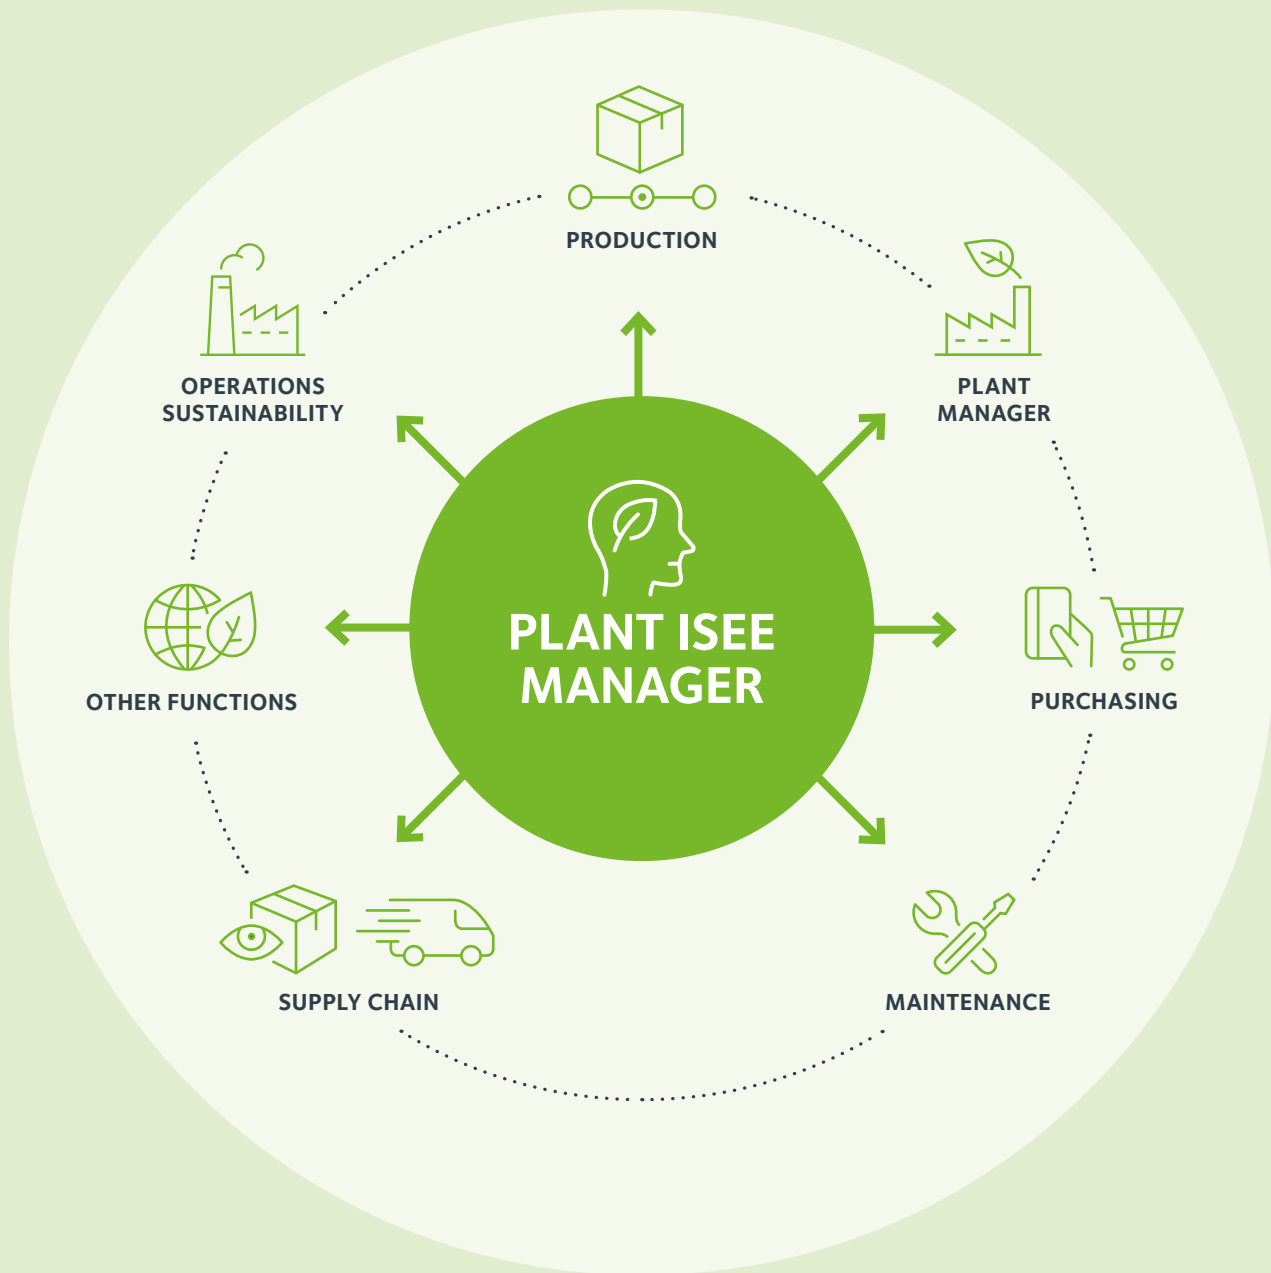 PRODUCTION
OPERATIONS
SUSTAINABILITY
PLANT
MANAGER
PLANT ISEE
MANAGER
OTHER FUNCTIONS
PURCHASING
SUPPLY CHAIN
MAINTENANCE